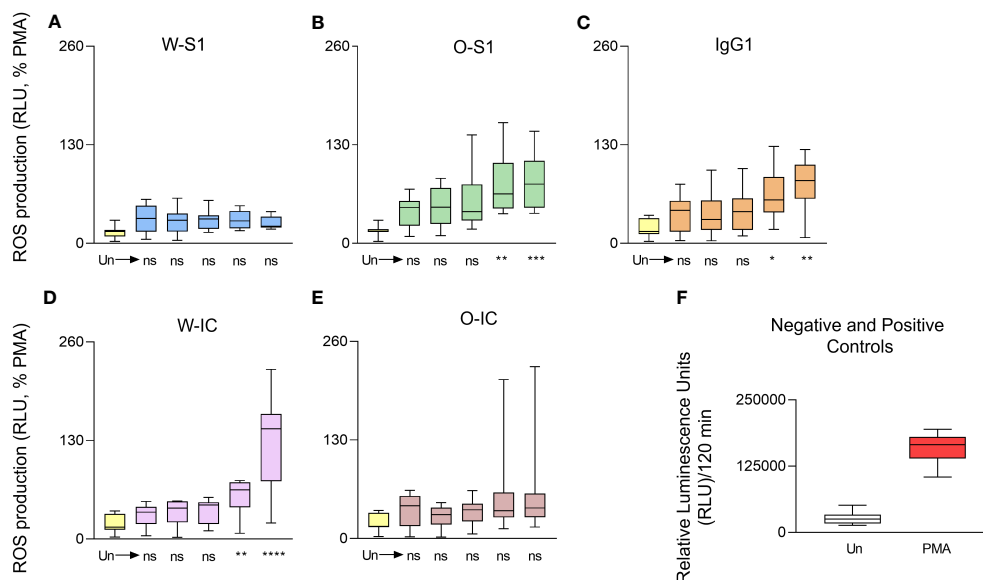 A
W-S1
ROS production (RLU, % PMA)
260
130
0
Un ns ns ns ns ns
B
O-S1
260
130
0
Un ns ns ns ** ***
C
IgG1
260
130
0
Un ns ns ns * **
D
W-IC
ROS production (RLU, % PMA)
260
130
0
Un ns ns ns ** ****
E
O-IC
260
130
0
Un ns ns ns ns ns
F
Negative and Positive
Controls
Relative Luminescence Units
(RLU)/120 min
250000
125000
0
Un PMA